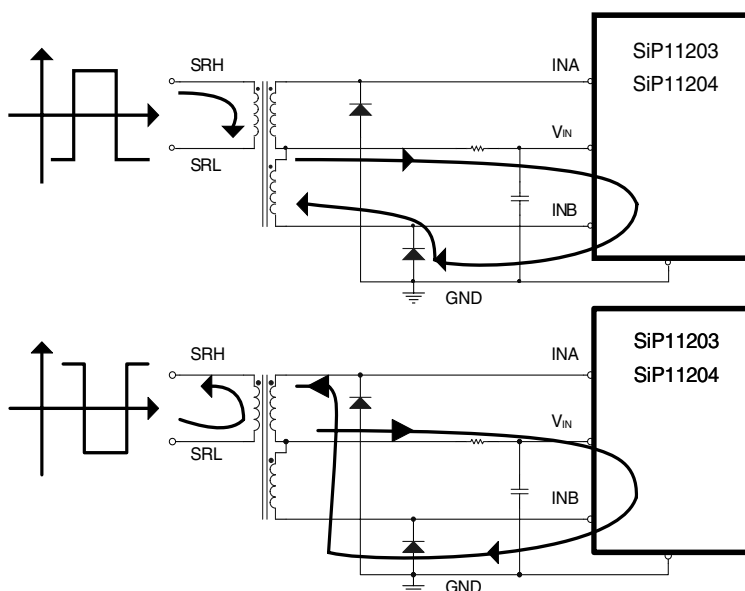 SRH
SRL
INA
VIN
INB
GND
SiP11203
SiP11204
SRH
SRL
INA
VIN
INB
GND
SiP11203
SiP11204